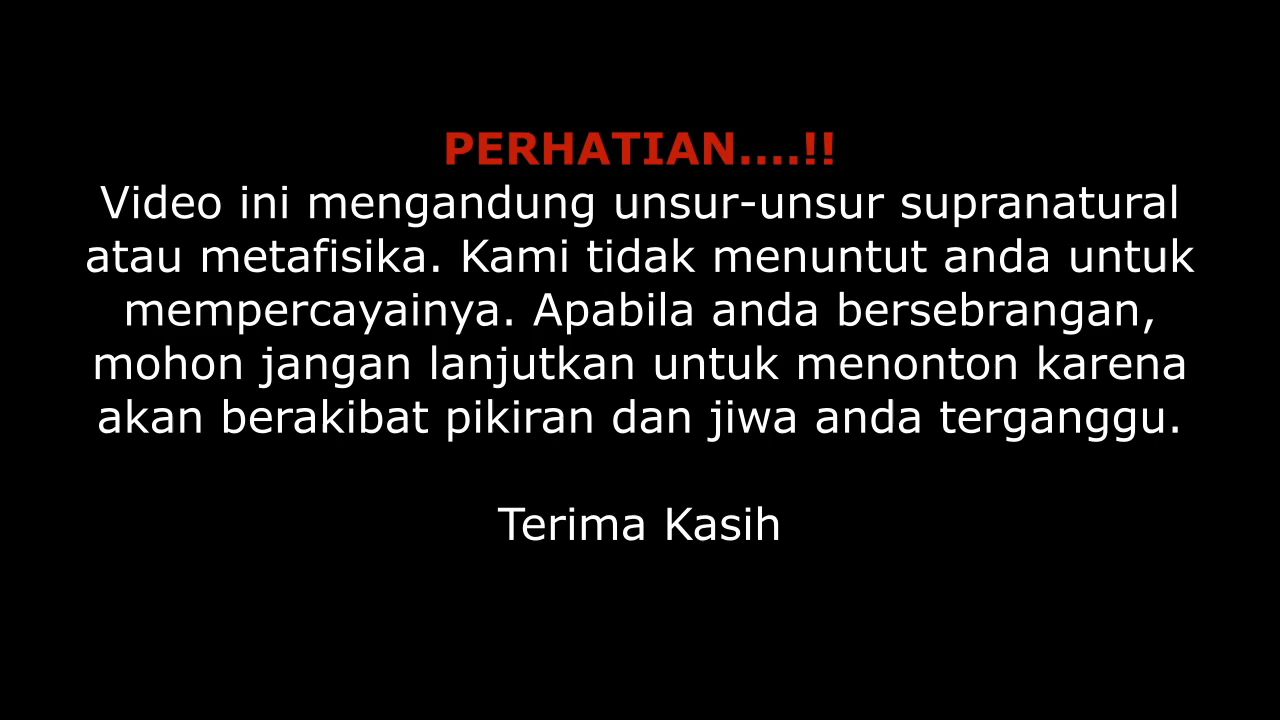 PERHATIAN....!!
Video ini mengandung unsur-unsur supranatural
atau metafisika. Kami tidak menuntut anda untuk
mempercayainya. Apabila anda bersebrangan,
mohon jangan lanjutkan untuk menonton karena
akan berakibat pikiran dan jiwa anda terganggu.
Terima Kasih